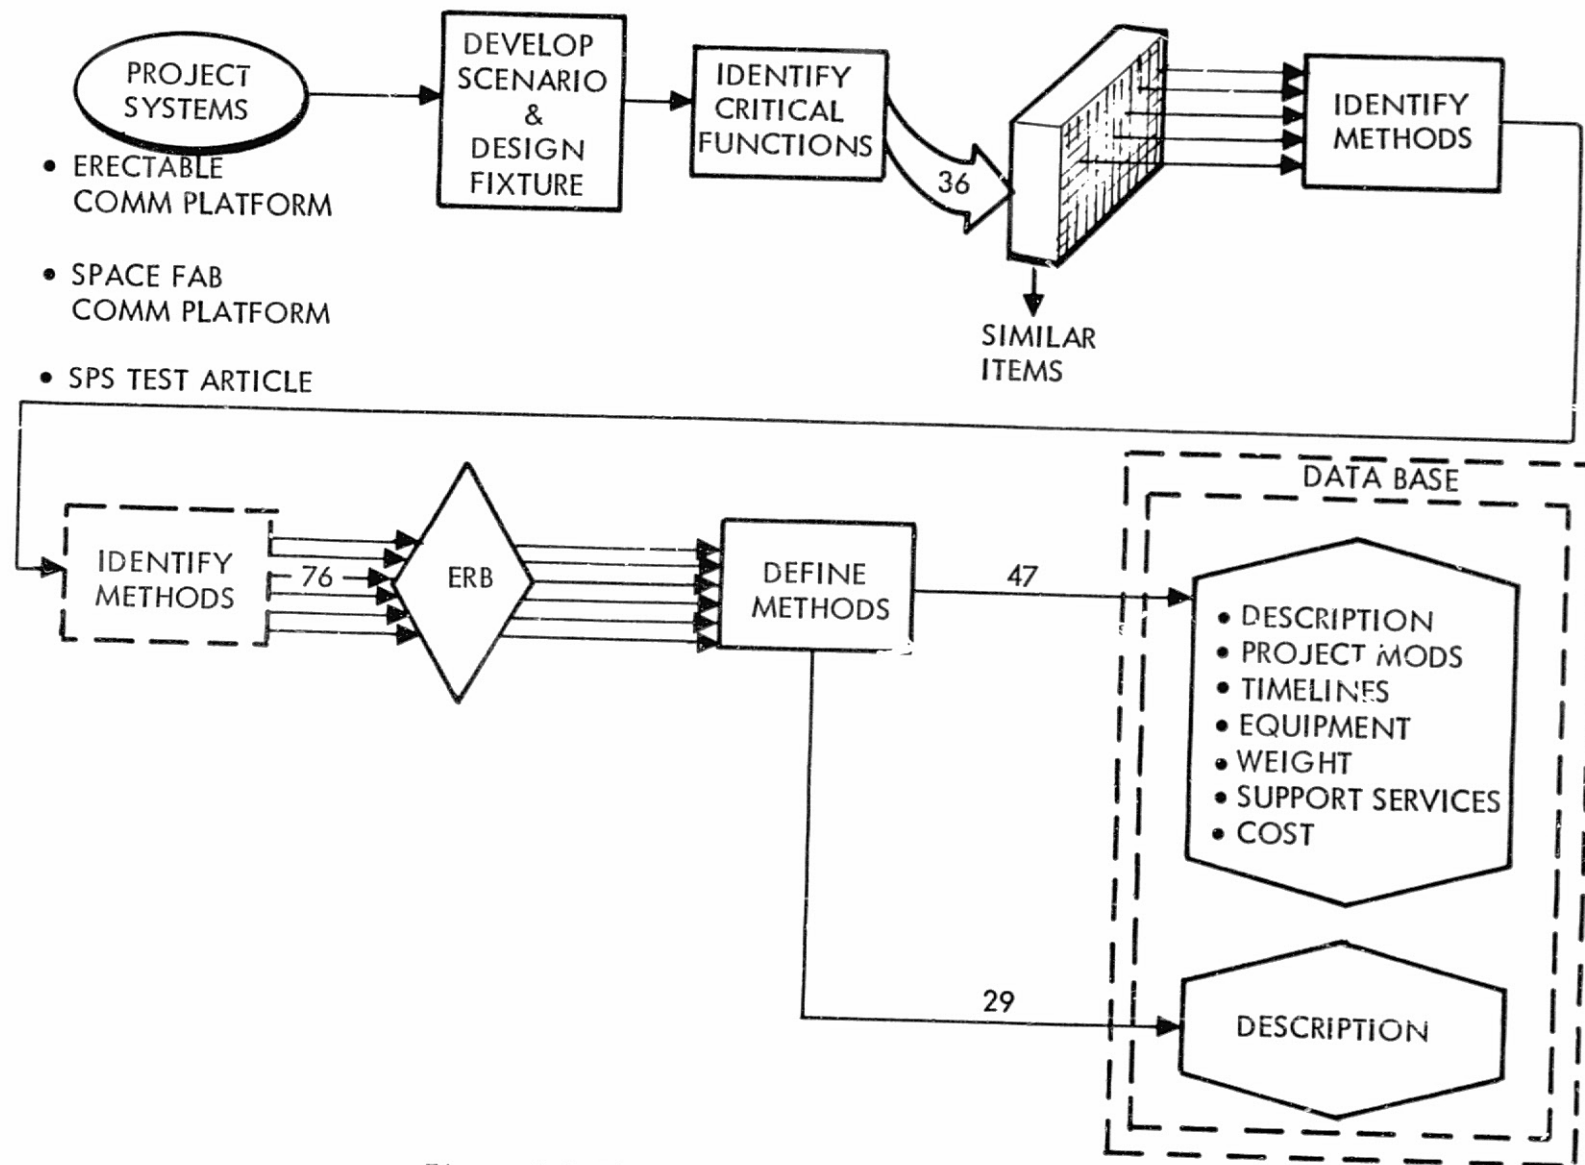 PROJECT
SYSTEMS
• ERECTABLE
COMM PLATFORM
• SPACE FAB
COMM PLATFORM
• SPS TEST ARTICLE
DEVELOP
SCENARIO
&
DESIGN
FIXTURE
IDENTIFY
CRITICAL
FUNCTIONS
36
SIMILAR
ITEMS
IDENTIFY
METHODS
IDENTIFY
METHODS
76
ERB
DEFINE
METHODS
47
29
DATA BASE
• DESCRIPTION
• PROJECT MODS
• TIMELINES
• EQUIPMENT
• WEIGHT
• SUPPORT SERVICES
• COST
DESCRIPTION